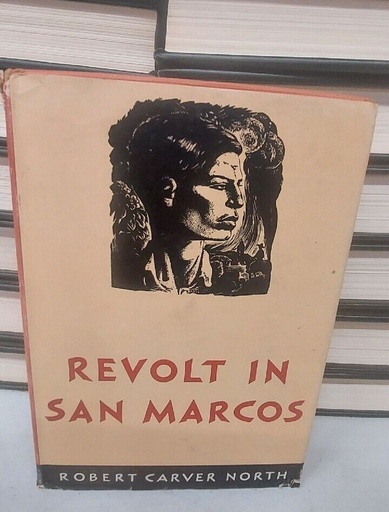 REVOLT IN
SAN MARCOS
ROBERT CARVER NORTH